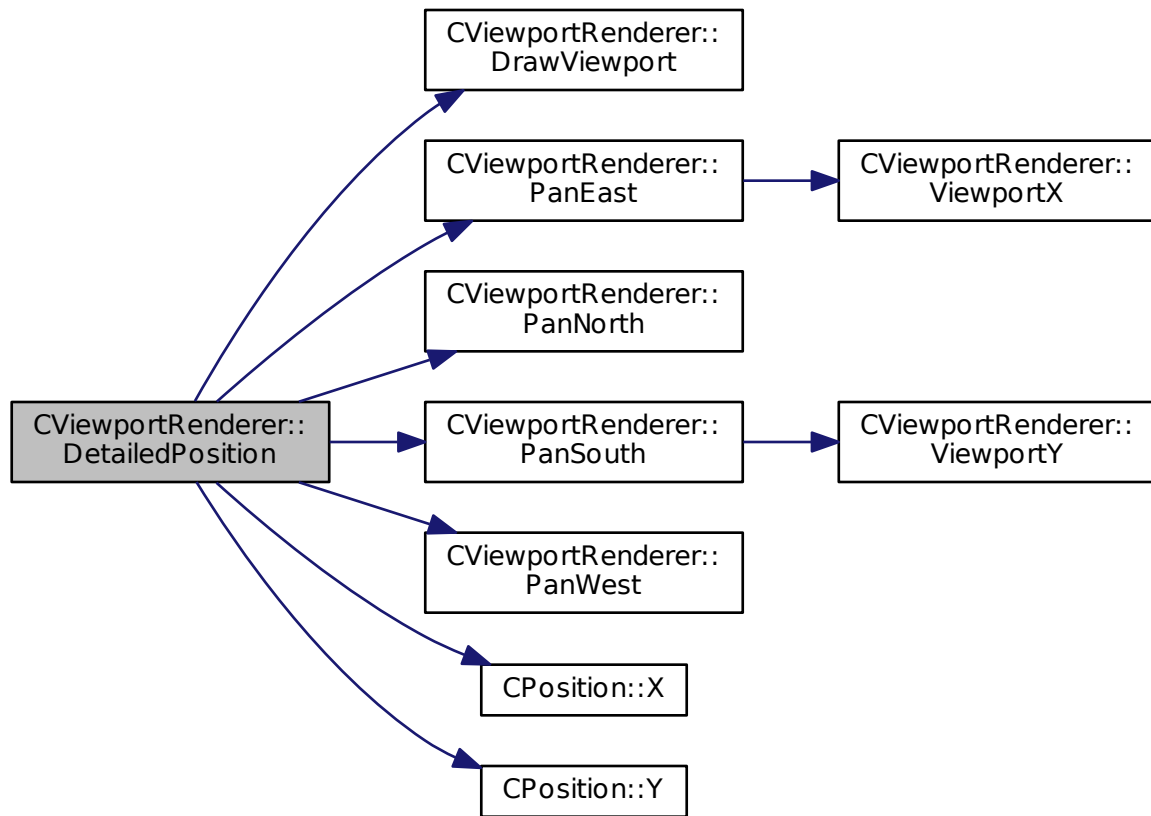 CViewportRenderer::
DrawViewport
CViewportRenderer::
PanEast
CViewportRenderer::
ViewportX
CViewportRenderer::
PanNorth
CViewportRenderer::
DetailedPosition
CViewportRenderer::
PanSouth
CViewportRenderer::
ViewportY
CViewportRenderer::
PanWest
CPosition::X
CPosition::Y